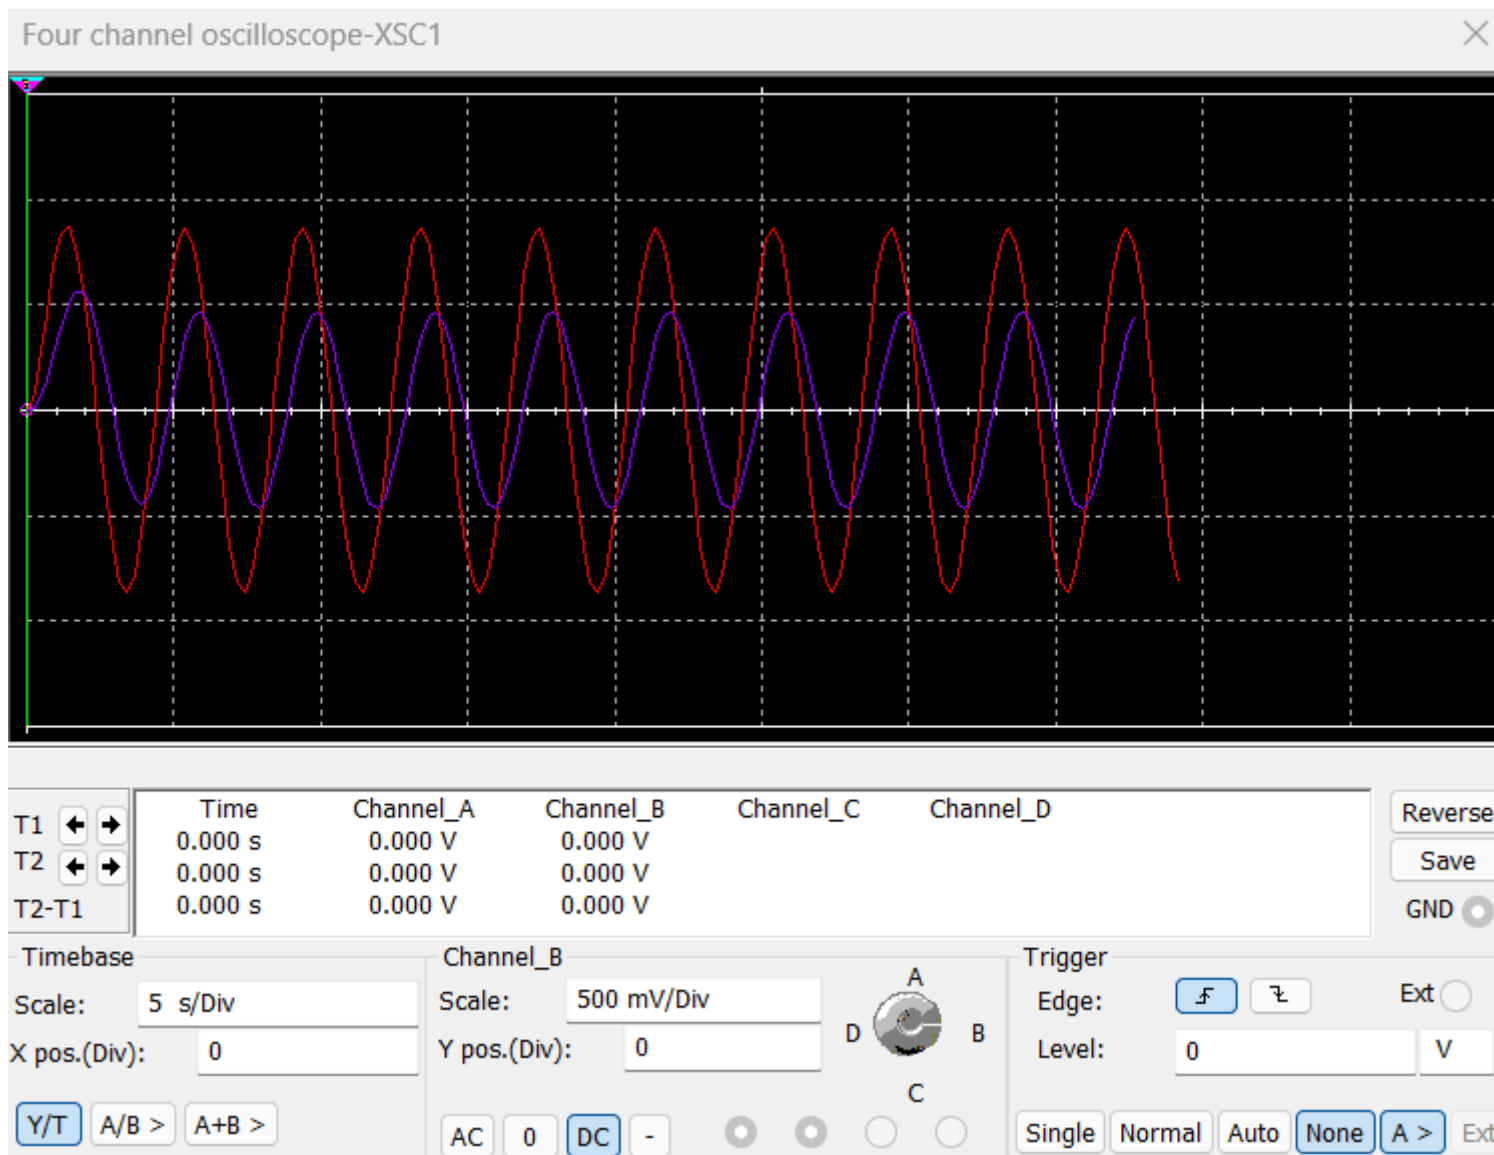 Four channel oscilloscope-XSC1
Time Channel_A Channel_B Channel_C Channel_D
T1 0.000 s 0.000 V 0.000 V
T2 0.000 s 0.000 V 0.000 V
T2-T1 0.000 s 0.000 V 0.000 V
Reverse
Save
GND
Timebase
Scale: 5 s/Div
X pos.(Div): 0
Y/T A/B > A+B >
Channel_B
Scale: 500 mV/Div
Y pos.(Div): 0
AC 0 DC -
A
D B
C
Trigger
Edge: Ext
Level: 0 V
Single Normal Auto None A > Ext